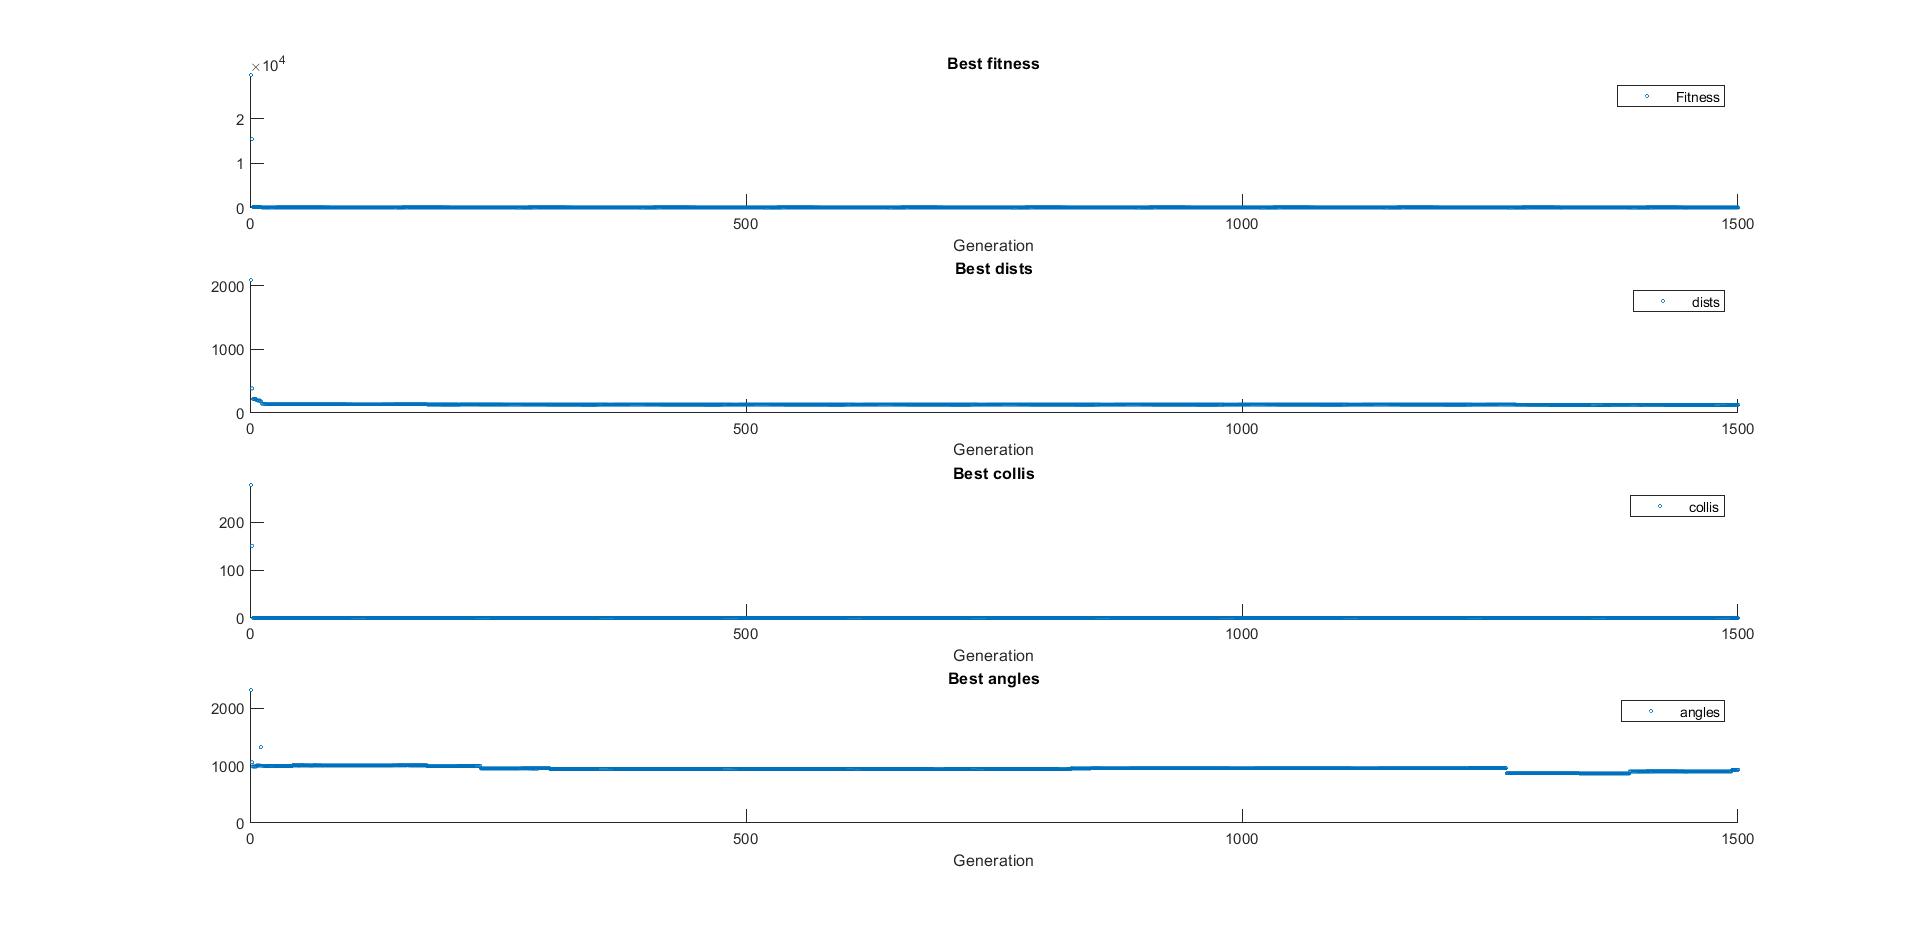 ×10⁴
Best fitness
Fitness
2
1
0
0 500 1000 1500
Generation
Best dists
dists
2000
1000
0
0 500 1000 1500
Generation
Best collis
collis
200
100
0
0 500 1000 1500
Generation
Best angles
angles
2000
1000
0
0 500 1000 1500
Generation